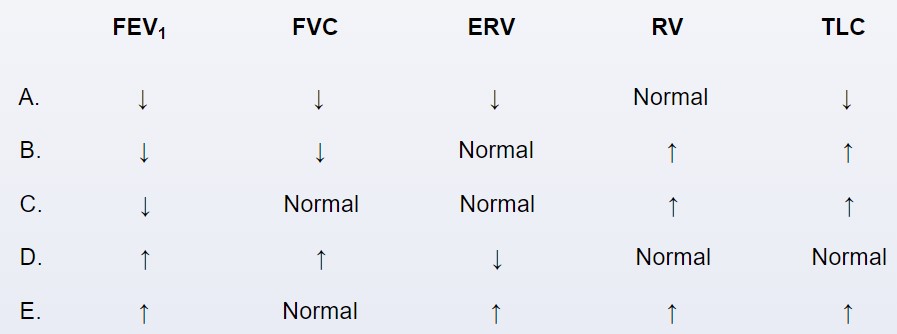 FEV₁ FVC ERV RV TLC
A. ↓ ↓ ↓ Normal ↓
B. ↓ ↓ Normal ↑ ↑
C. ↓ Normal Normal ↑ ↑
D. ↑ ↑ ↓ Normal Normal
E. ↑ Normal ↑ ↑ ↑